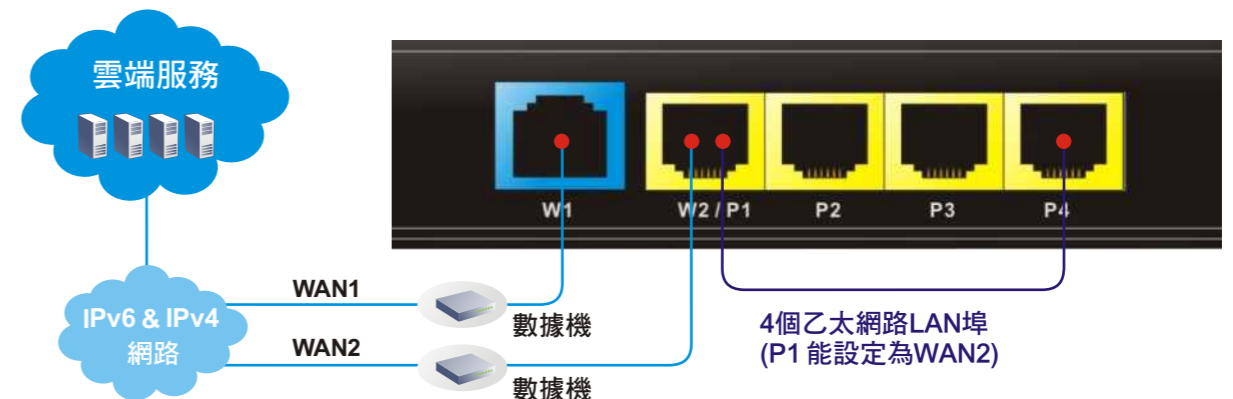 雲端服務
W1
W2 / P1
P2
P3
P4
IPv6 & IPv4
網路
WAN1
數據機
WAN2
數據機
4個乙太網路LAN埠
(P1 能設定為WAN2)